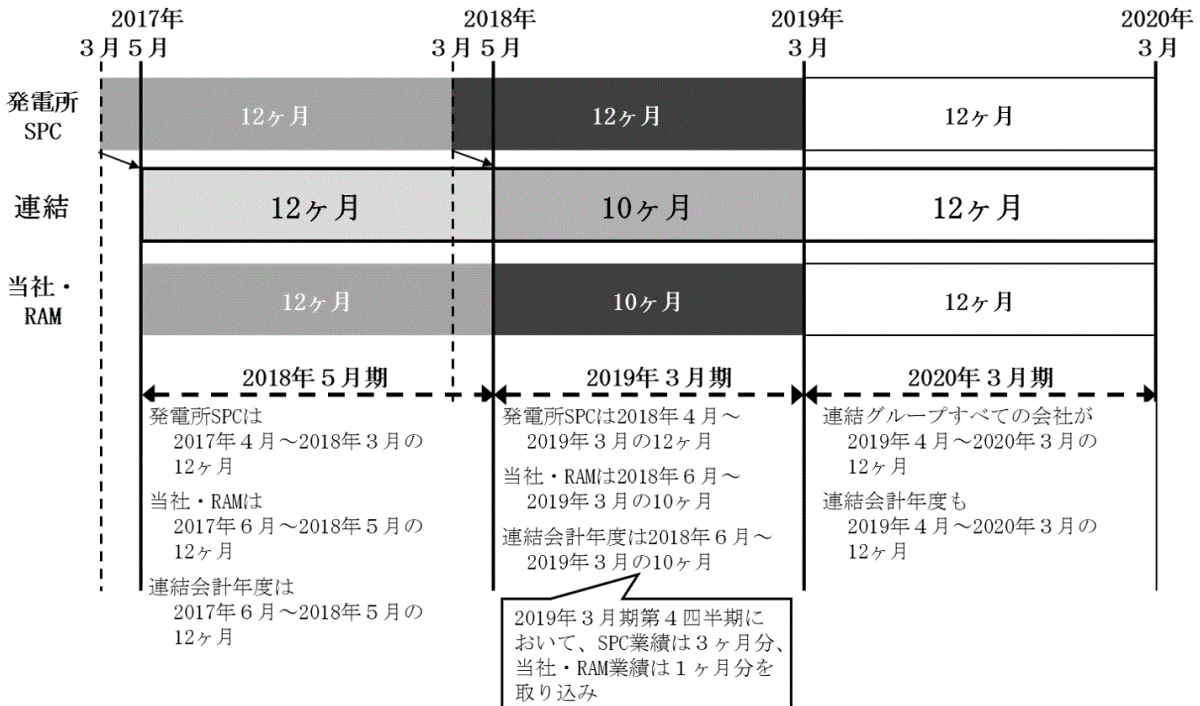 2017年
３月５月
2018年
３月５月
2019年
３月
2020年
３月
発電所
SPC
12ヶ月
12ヶ月
12ヶ月
連結
12ヶ月
10ヶ月
12ヶ月
当社・
RAM
12ヶ月
10ヶ月
12ヶ月
2018年５月期
2019年３月期
2020年３月期
発電所SPCは
2017年４月～2018年３月の
12ヶ月
当社・RAMは
2017年６月～2018年５月の
12ヶ月
連結会計年度は
2017年６月～2018年５月の
12ヶ月
発電所SPCは2018年４月～
2019年３月の12ヶ月
当社・RAMは2018年６月～
2019年３月の10ヶ月
連結会計年度は2018年６月～
2019年３月の10ヶ月
2019年３月期第４四半期に
おいて、SPC業績は３ヶ月分、
当社・RAM業績は１ヶ月分を
取り込み
連結グループすべての会社が
2019年４月～2020年３月の
12ヶ月
連結会計年度も
2019年４月～2020年３月の
12ヶ月